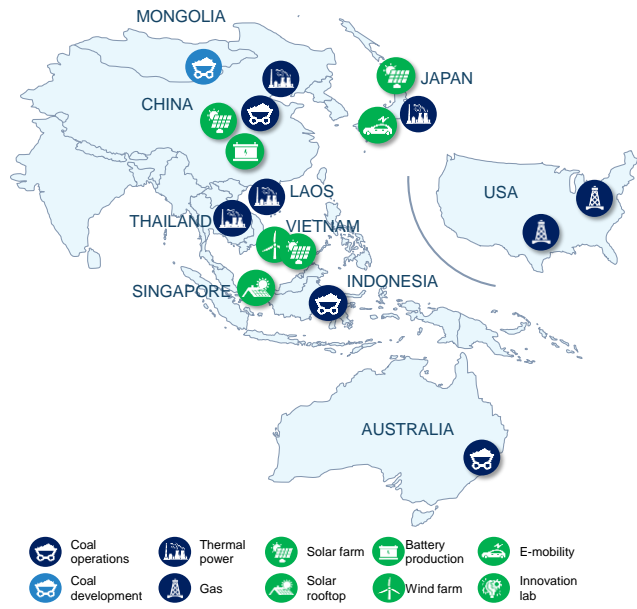 MONGOLIA
JAPAN
CHINA
USA
LAOS
THAILAND
VIETNAM
SINGAPORE
INDONESIA
AUSTRALIA
Coal
operations
Thermal
power
Solar farm
Battery
production
E-mobility
Coal
development
Gas
Solar
rooftop
Wind farm
Innovation
lab